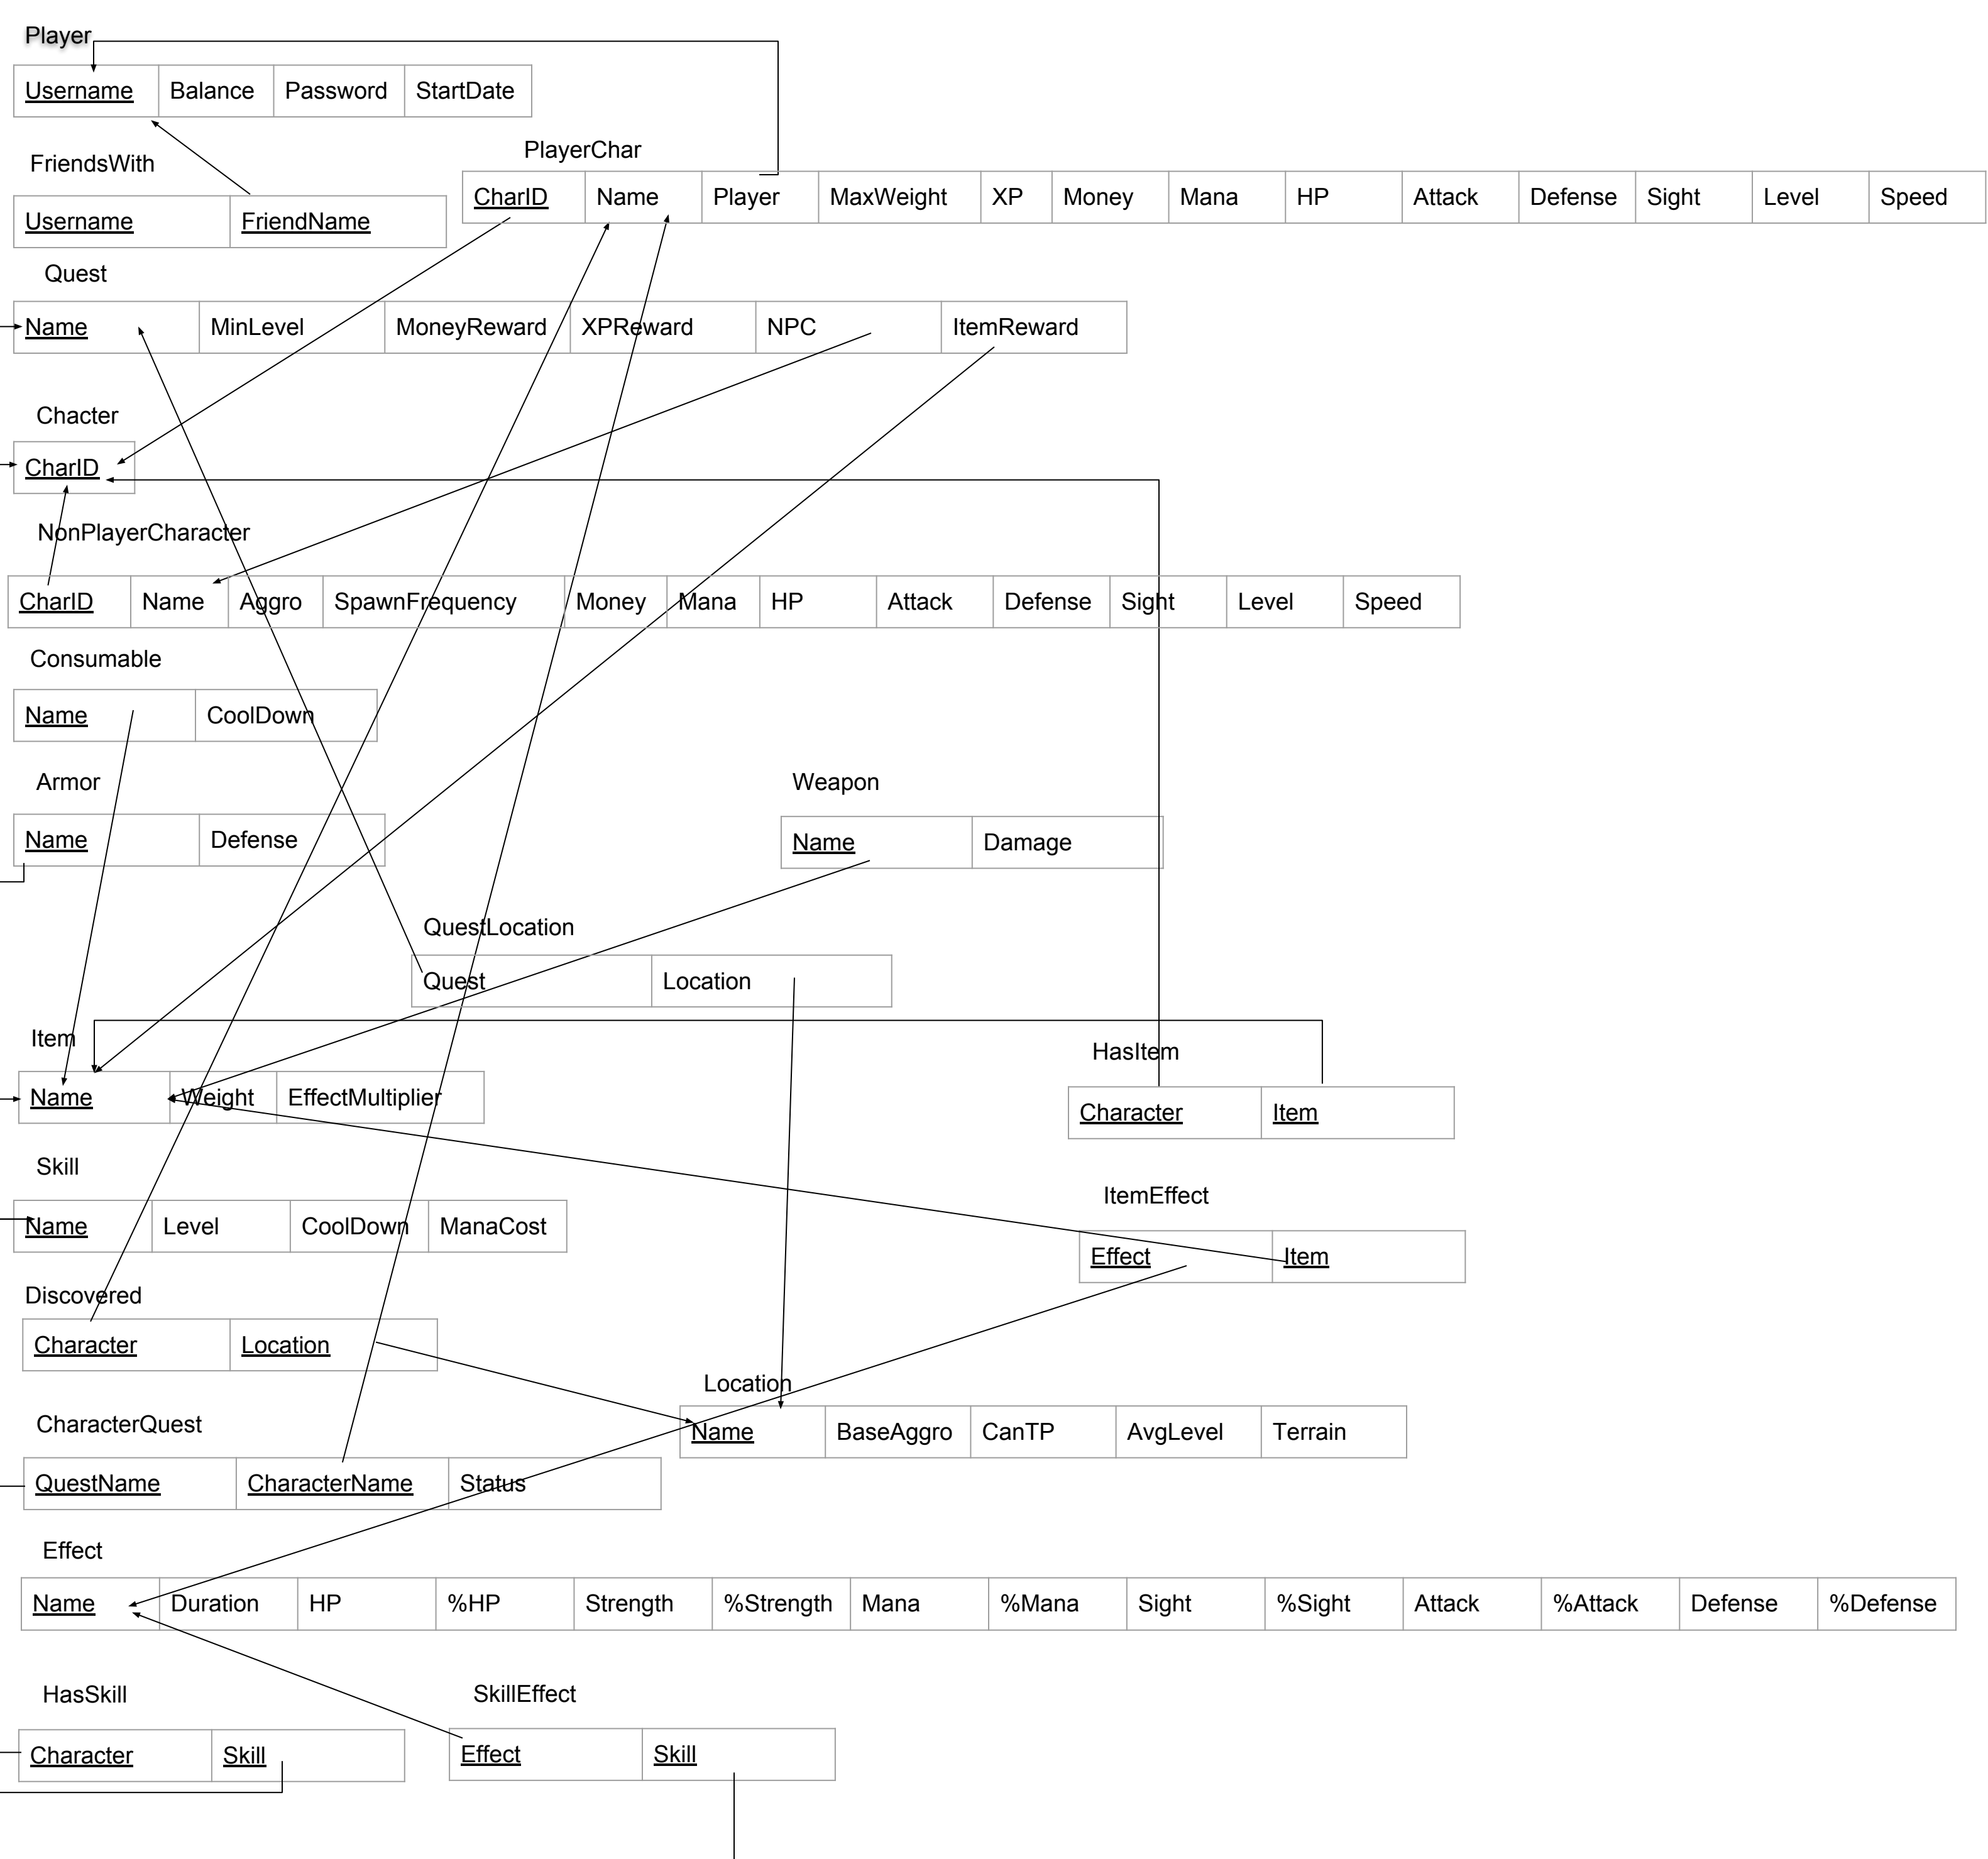 Player
Username Balance Password StartDate
PlayerChar
FriendsWith
CharID Name Player MaxWeight XP Money Mana HP Attack Defense Sight Level Speed
Username FriendName
Quest
Name MinLevel MoneyReward XPReward NPC ItemReward
Chacter
CharID
NonPlayerCharacter
CharID Name Aggro SpawnFrequency Money Mana HP Attack Defense Sight Level Speed
Consumable
Name CoolDown
Armor Weapon
Name Defense
Name Damage
QuestLocation
Quest Location
Item
HasItem
Name Weight EffectMultiplier
Character Item
Skill
ItemEffect
Name Level CoolDown ManaCost
Effect Item
Discovered
Character Location
Location
CharacterQuest
Name BaseAggro CanTP AvgLevel Terrain
QuestName CharacterName Status
Effect
Name Duration HP %HP Strength %Strength Mana %Mana Sight %Sight Attack %Attack Defense %Defense
HasSkill SkillEffect
Character Skill
Effect Skill